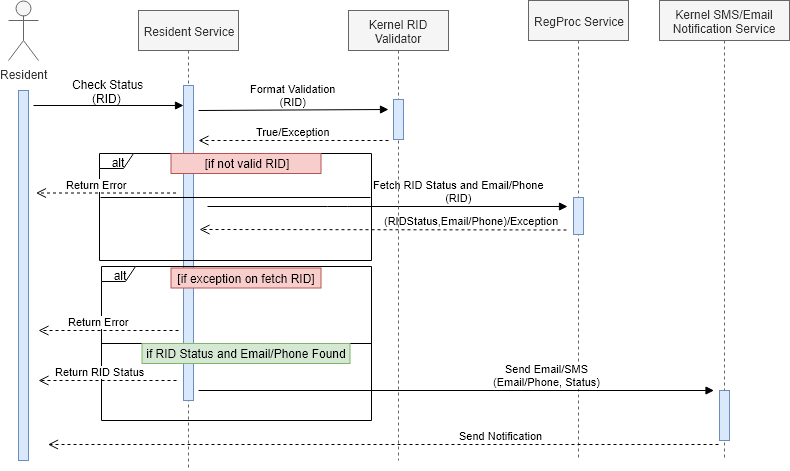 Resident Service
Kernel RID
Validator
RegProc Service
Kernel SMS/Email
Notification Service
Resident
Check Status
(RID)
Format Validation
(RID)
True/Exception
alt
[if not valid RID]
Return Error
Fetch RID Status and Email/Phone
(RID)
(RIDStatus,Email/Phone)/Exception
alt
[if exception on fetch RID]
Return Error
if RID Status and Email/Phone Found
Return RID Status
Send Email/SMS
(Email/Phone, Status)
Send Notification